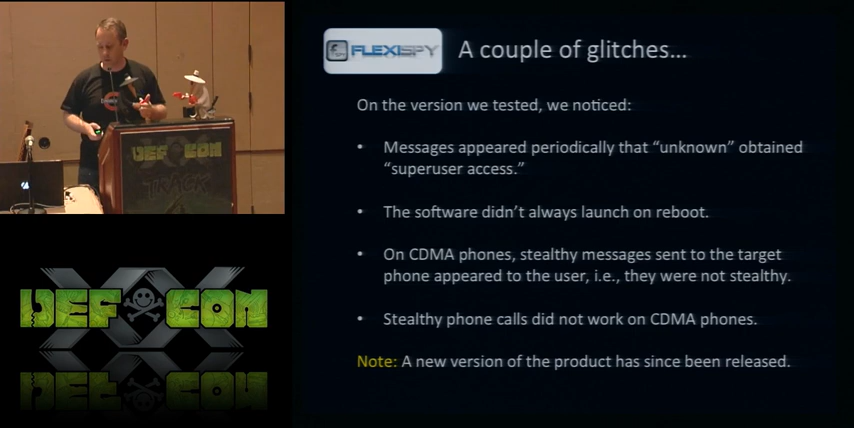 FLEXISPY
A couple of glitches...
On the version we tested, we noticed:
• Messages appeared periodically that “unknown” obtained
“superuser access.”
• The software didn’t always launch on reboot.
• On CDMA phones, stealthy messages sent to the target
phone appeared to the user, i.e., they were not stealthy.
• Stealthy phone calls did not work on CDMA phones.
Note: A new version of the product has since been released.
DEF CON
TRACK
XX
DEF CON